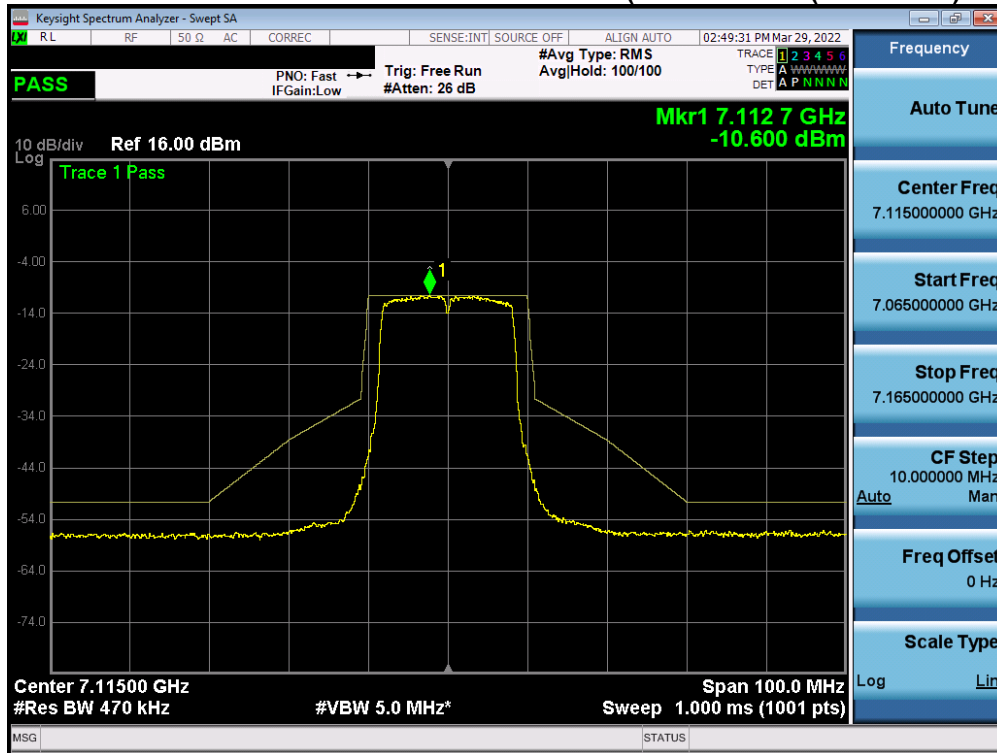 Keysight Spectrum Analyzer - Swept SA
LXI RL RF 50 Ω AC CORREC SENSE:INT SOURCE OFF ALIGN AUTO 02:49:31 PM Mar 29, 2022
PASS
PNO: Fast
IFGain:Low
Trig: Free Run
#Atten: 26 dB
#Avg Type: RMS
Avg|Hold: 100/100
TRACE 1 2 3 4 5 6
TYPE A WWWWWW
DET A P N N N N
Mkr1 7.112 7 GHz
-10.600 dBm
10 dB/div Ref 16.00 dBm
Log
Trace 1 Pass
1
6.00
-4.00
-14.0
-24.0
-34.0
-44.0
-54.0
-64.0
-74.0
Center 7.11500 GHz Span 100.0 MHz
#Res BW 470 kHz #VBW 5.0 MHz* Sweep 1.000 ms (1001 pts)
MSG STATUS
Frequency
Auto Tune
Center Freq
7.115000000 GHz
Start Freq
7.065000000 GHz
Stop Freq
7.165000000 GHz
CF Step
10.000000 MHz
Auto Man
Freq Offset
0 Hz
Scale Type
Log Lin